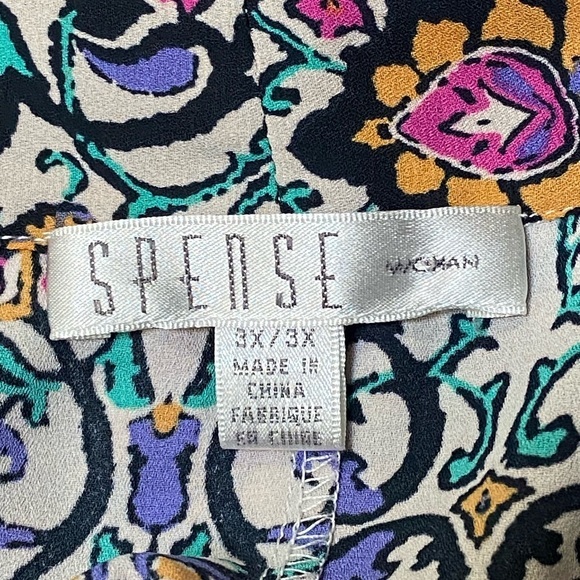 SPENSE WOMAN
3X/3X
MADE IN
CHINA
FABRIQUE
EN CHINE